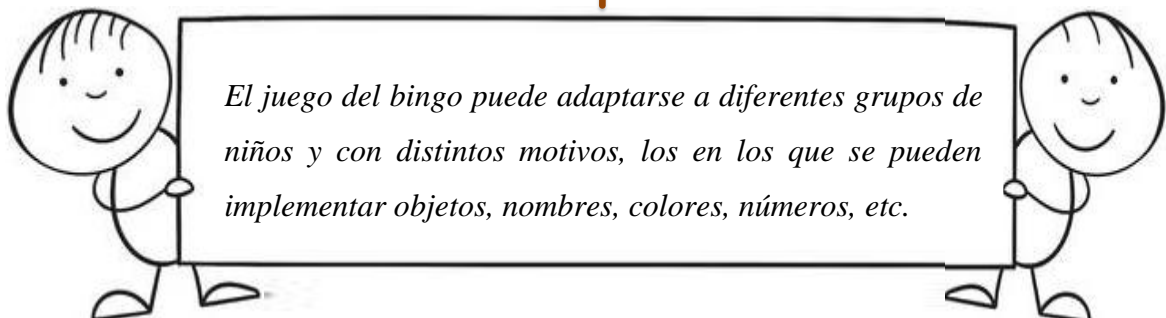 El juego del bingo puede adaptarse a diferentes grupos de
niños y con distintos motivos, los en los que se pueden
implementar objetos, nombres, colores, números, etc.